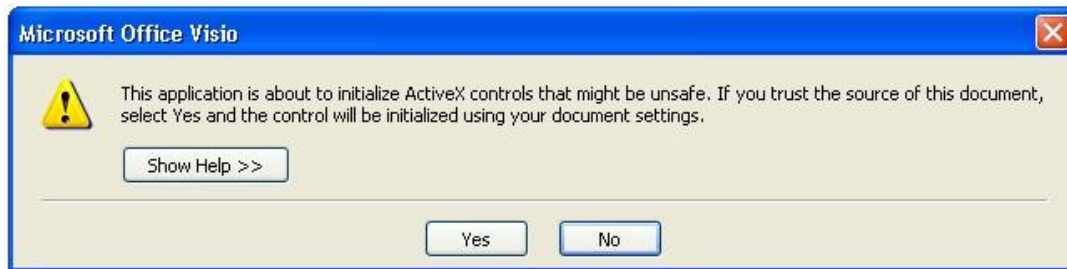 Microsoft Office Visio
This application is about to initialize ActiveX controls that might be unsafe. If you trust the source of this document,
select Yes and the control will be initialized using your document settings.
Show Help >>
Yes No